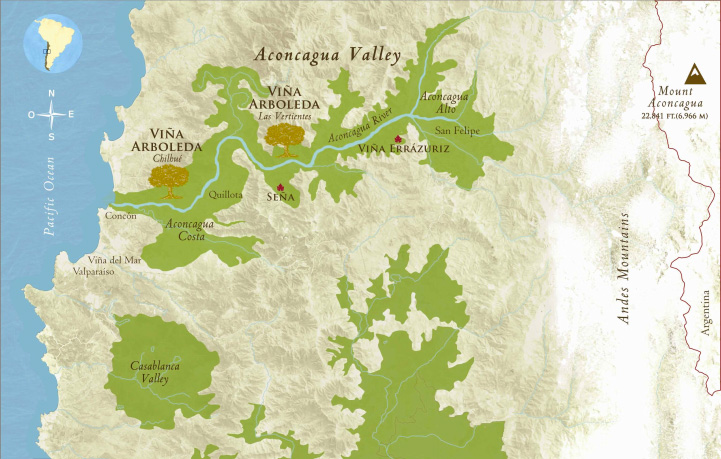 Aconcagua Valley
N
O E
S
VIÑA
ARBOLEDA
Las Vertientes
VIÑA
ARBOLEDA
Chilhué
Aconcagua River
Aconcagua
Alto
San Felipe
VIÑA ERRÁZURIZ
Mount
Aconcagua
22.841 FT.(6.966 M)
Pacific Ocean
Quillota
SEÑA
Concón
Aconcagua
Costa
Viña del Mar
Valparaíso
Andes Mountains
Argentina
Casablanca
Valley